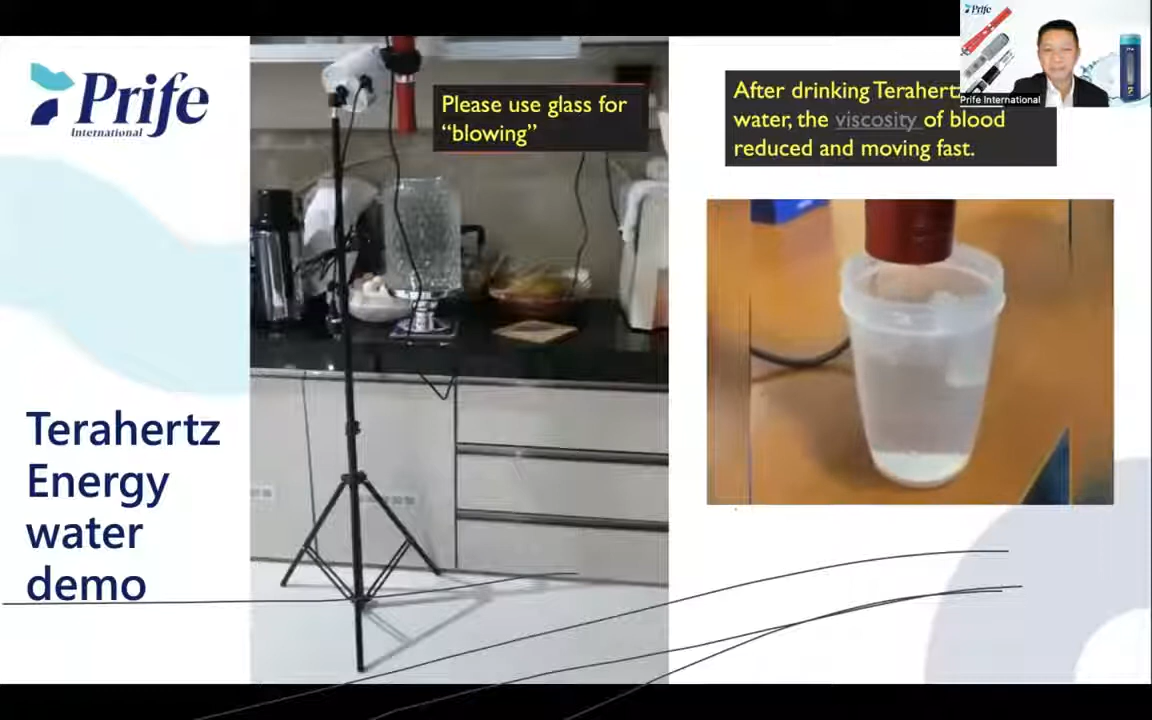 Prife
International
Terahertz
Energy
water
demo
Please use glass for
“blowing”
After drinking Terahertz
water, the viscosity of blood
reduced and moving fast.
Prife
Prife International